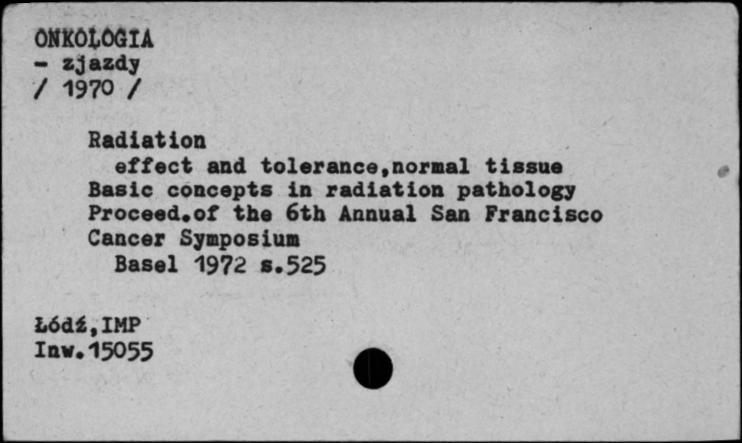 ONKOLOGIA
- zjazdy
/ 1970 /
Radiation
effect and tolerance,normal tissue
Basic concepts in radiation pathology
Proceed.of the 6th Annual San Francisco
Cancer Symposium
Basel 1972 s.525
Łódź,IMP
Inw.15055